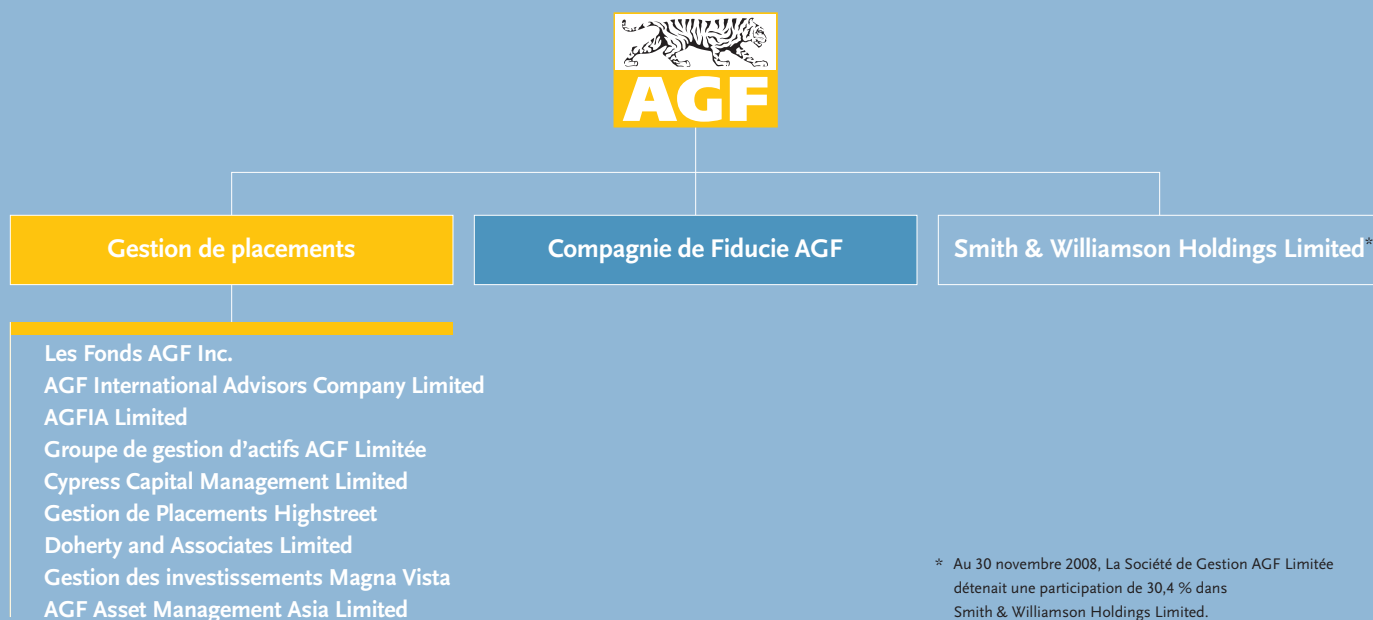 AGF
Gestion de placements
Compagnie de Fiducie AGF
Smith & Williamson Holdings Limited*
Les Fonds AGF Inc.
AGF International Advisors Company Limited
AGFIA Limited
Groupe de gestion d’actifs AGF Limitée
Cypress Capital Management Limited
Gestion de Placements Highstreet
Doherty and Associates Limited
Gestion des investissements Magna Vista
AGF Asset Management Asia Limited
* Au 30 novembre 2008, La Société de Gestion AGF Limitée
détenait une participation de 30,4 % dans
Smith & Williamson Holdings Limited.